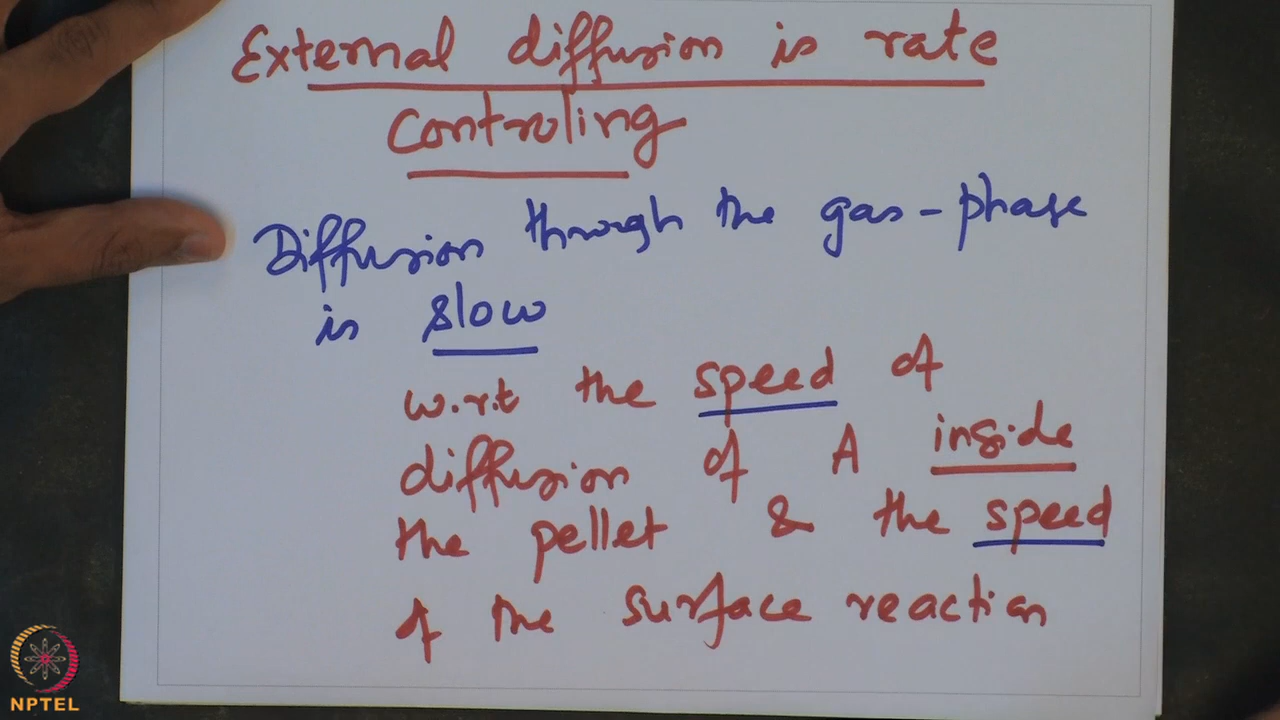 External diffusion is rate
Controling
Diffusion through the gas-phase
is slow
w.r.t the speed of
diffusion of A inside
the pellet & the speed
of the surface reaction
NPTEL